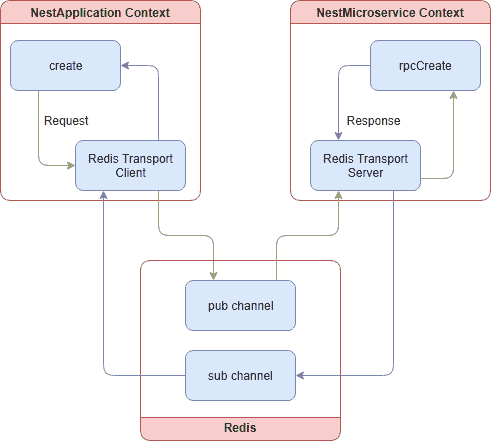 NestApplication Context
NestMicroservice Context
create
rpcCreate
Request
Response
Redis Transport
Client
Redis Transport
Server
pub channel
sub channel
Redis